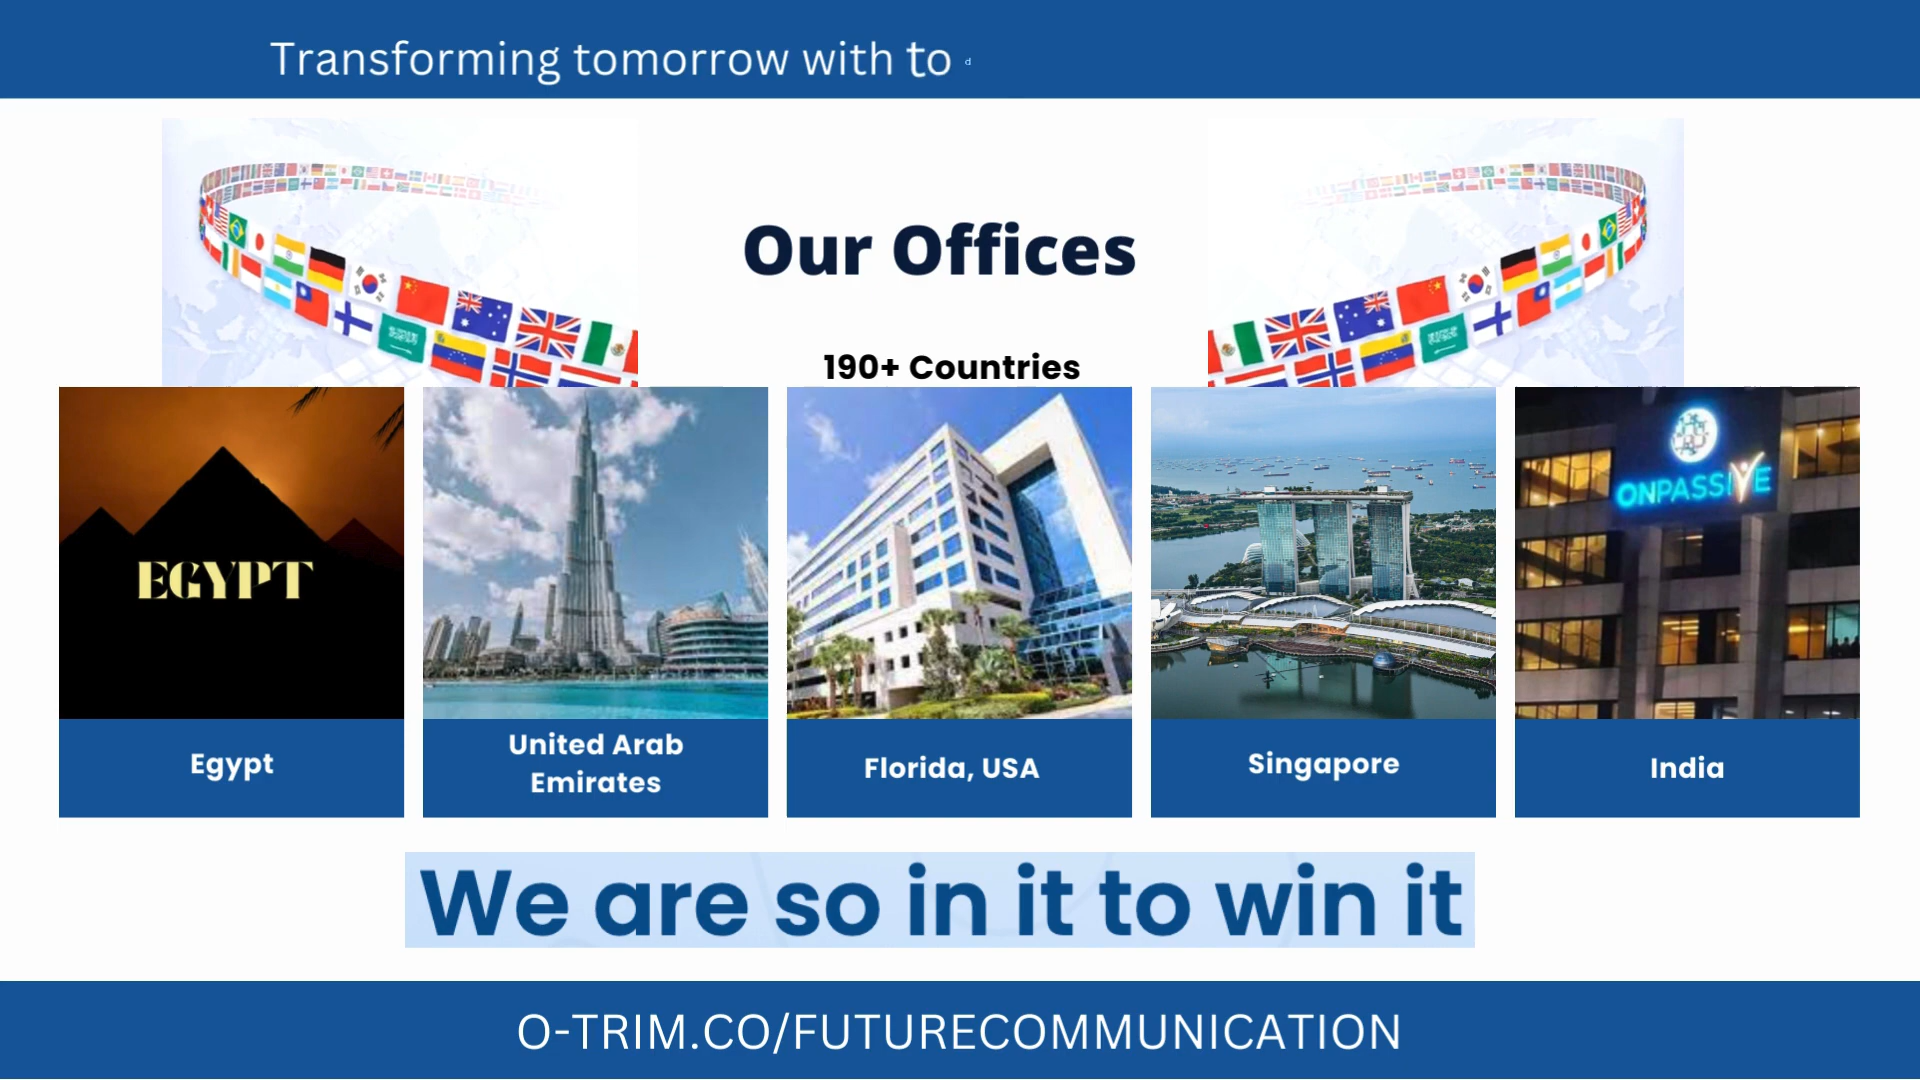 Transforming tomorrow with to d
Our Offices
190+ Countries
EGYPT
ONPASSIVE
Egypt
United Arab
Emirates
Florida, USA
Singapore
India
We are so in it to win it
O-TRIM.CO/FUTURECOMMUNICATION